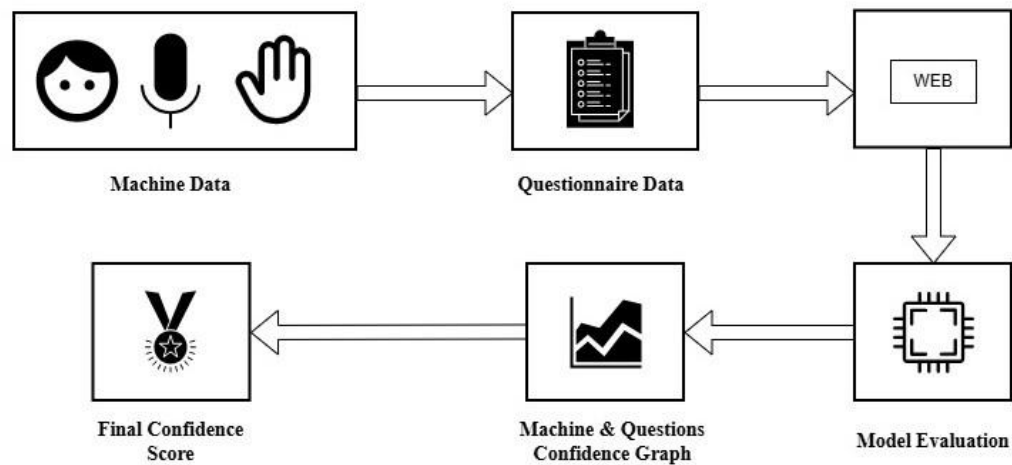 WEB
Machine Data
Questionnaire Data
Final Confidence
Score
Machine & Questions
Confidence Graph
Model Evaluation